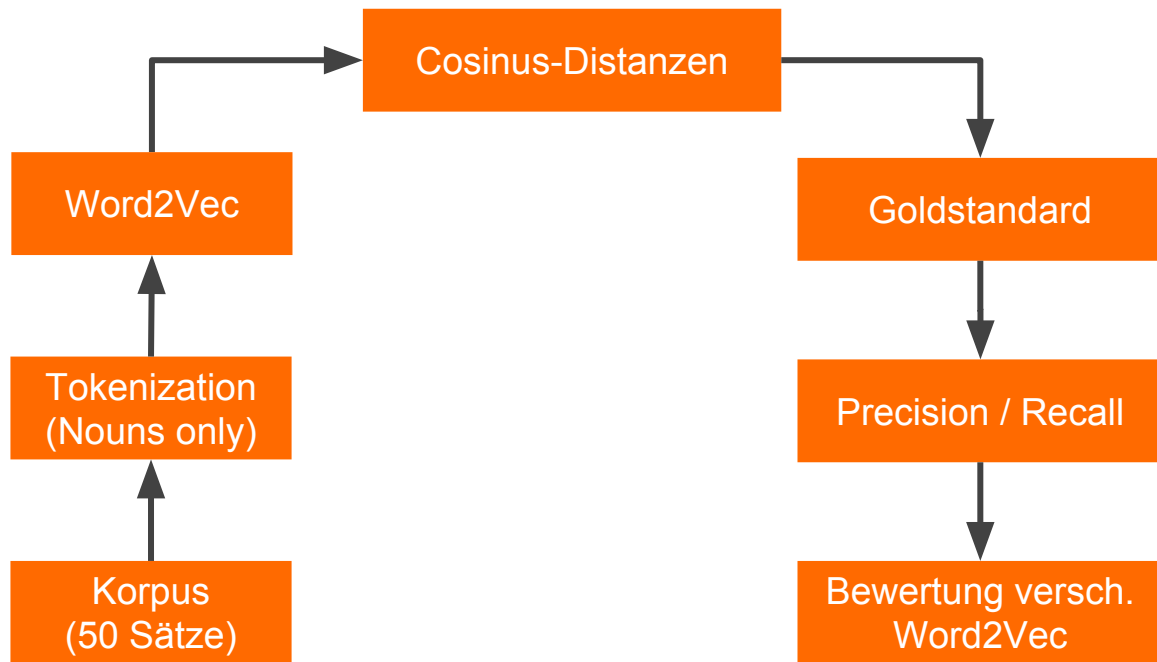 Cosinus-Distanzen
Word2Vec
Goldstandard
Tokenization
(Nouns only)
Precision / Recall
Korpus
(50 Sätze)
Bewertung versch.
Word2Vec